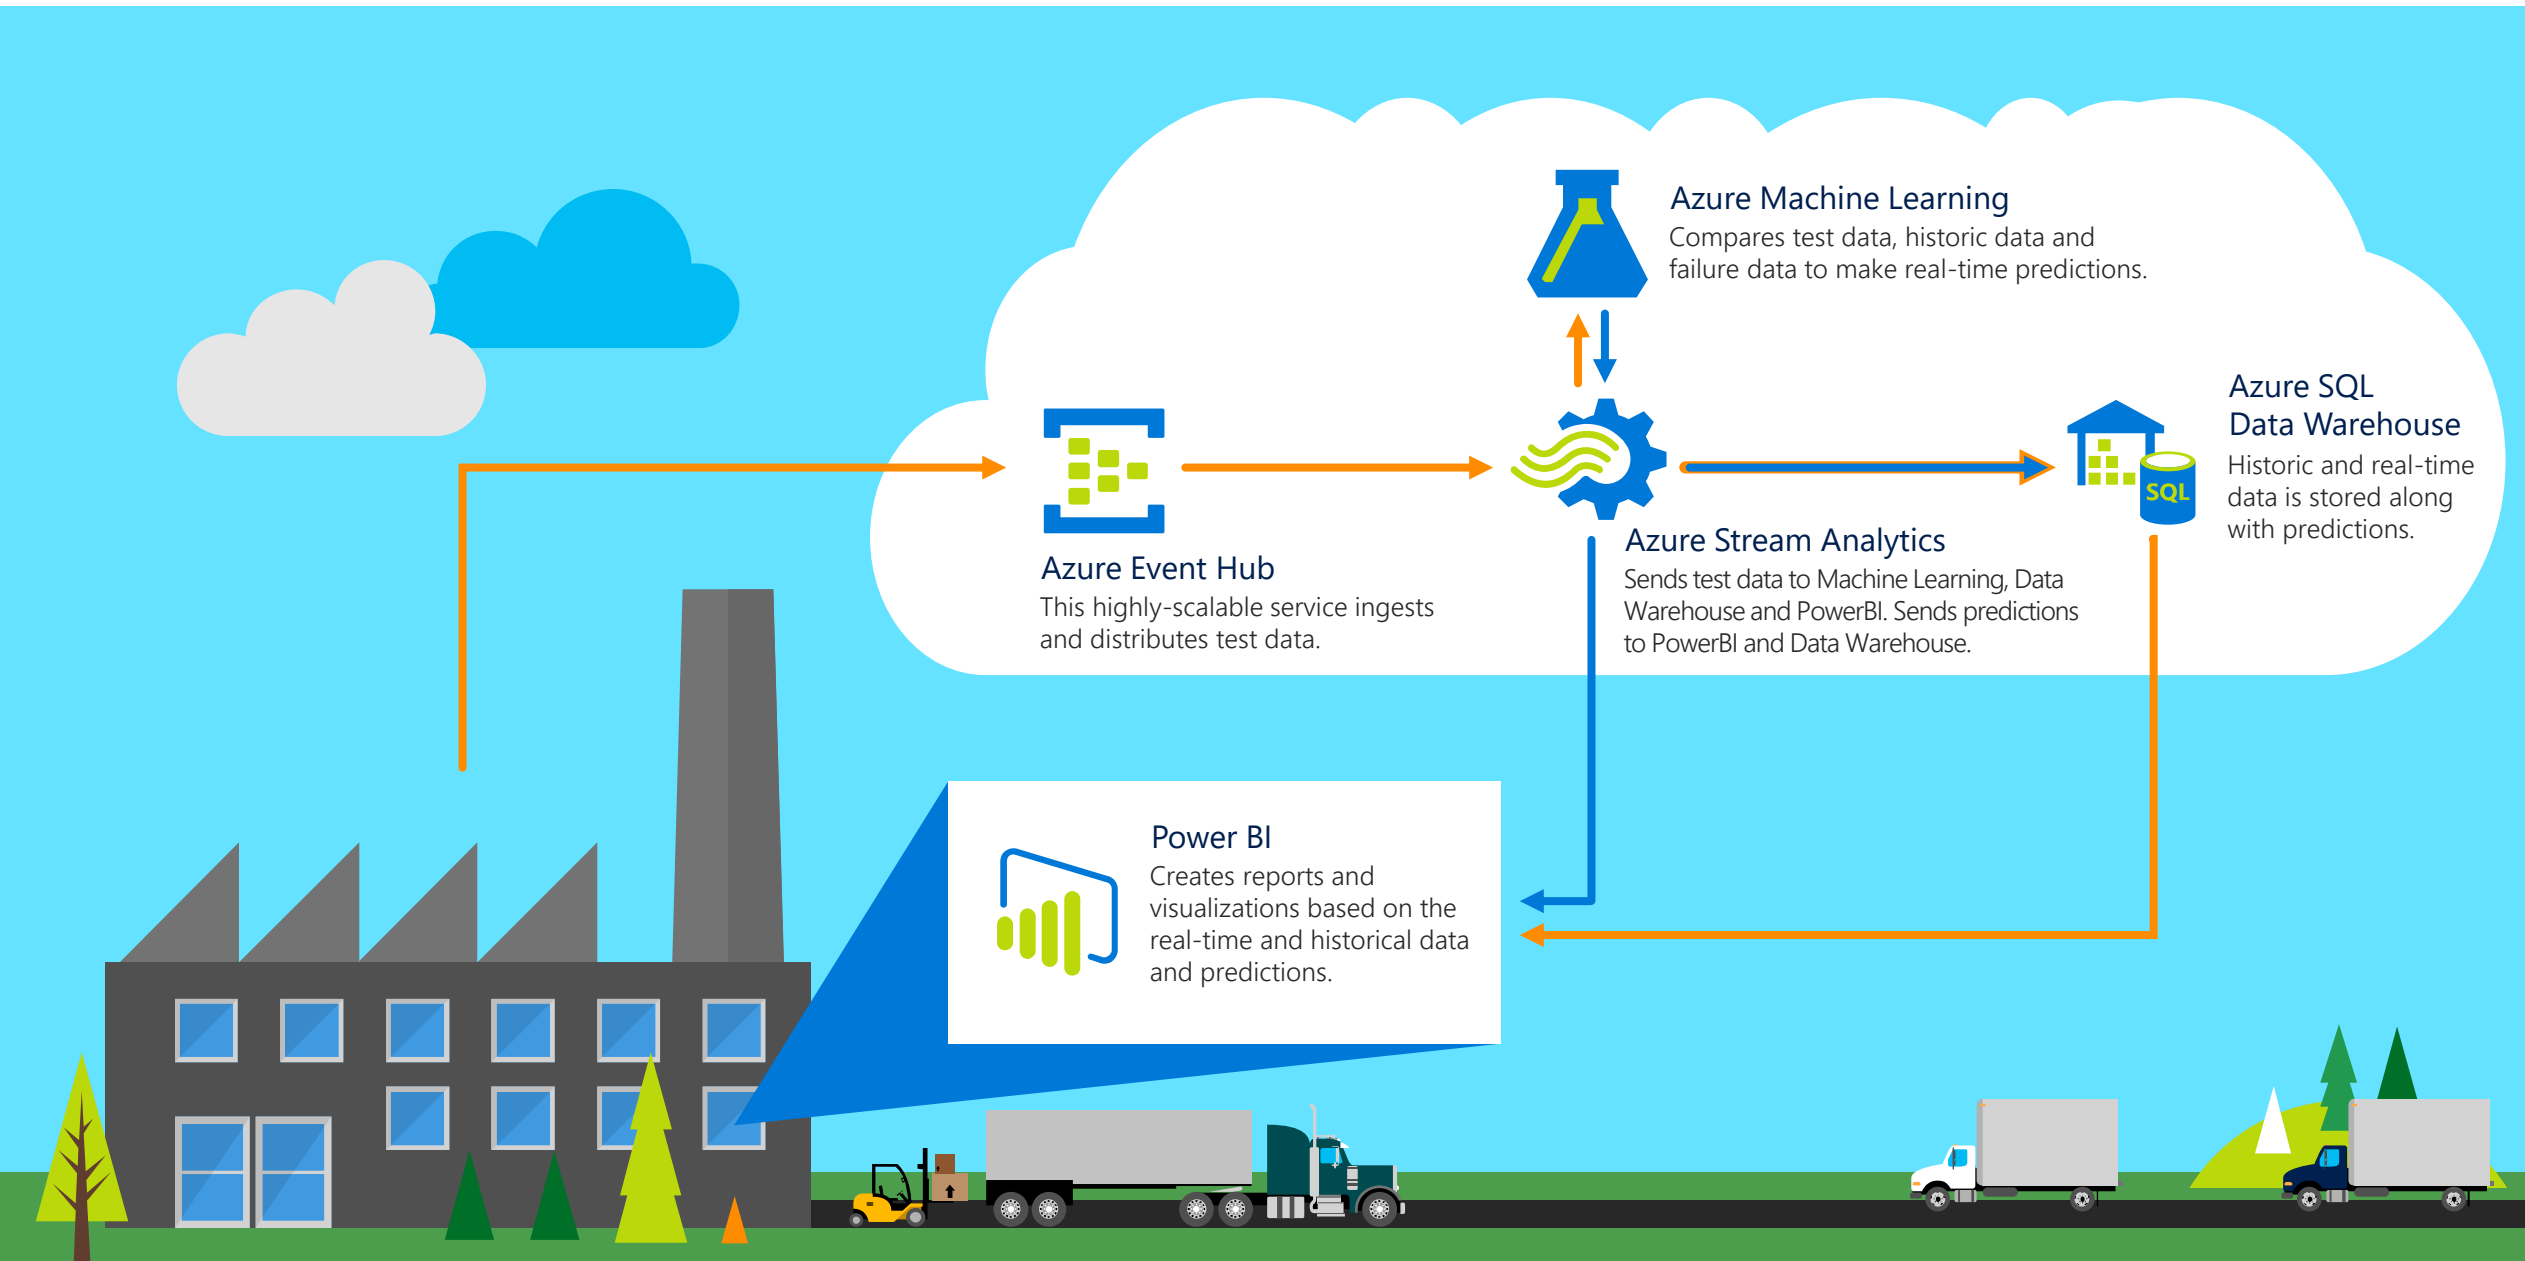 Azure Machine Learning
Compares test data, historic data and
failure data to make real-time predictions.
Azure SQL
Data Warehouse
Historic and real-time
data is stored along
with predictions.
SQL
Azure Event Hub
This highly-scalable service ingests
and distributes test data.
Azure Stream Analytics
Sends test data to Machine Learning, Data
Warehouse and PowerBI. Sends predictions
to PowerBI and Data Warehouse.
Power BI
Creates reports and
visualizations based on the
real-time and historical data
and predictions.